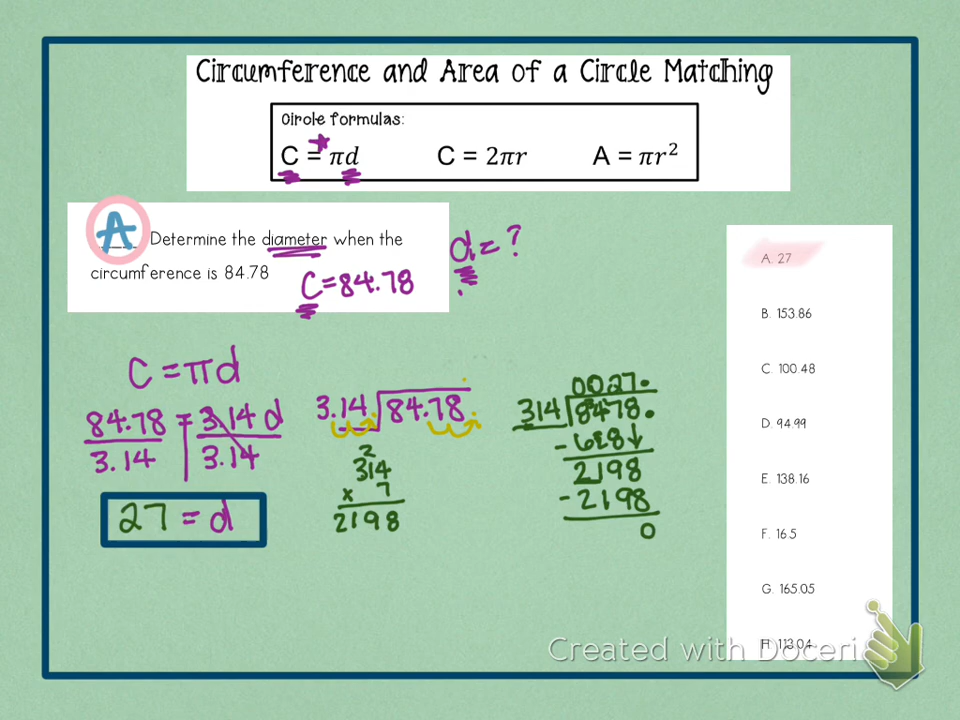 Circumference and Area of a Circle Matching
Circle formulas:
C = πd C = 2πr A = πr²
A Determine the diameter when the
circumference is 84.78
C=84.78
d = ?
C = πd
84.78 = 3.14 d
3.14 3.14
27 = d
3.14 84.78
2
314
x 7
2198
0027.
314 8478.
- 628↓
2198
- 2198
0
A. 27
B. 153.86
C. 100.48
D. 94.99
E. 138.16
F. 16.5
G. 165.05
H. 113.04
Created with Doceri